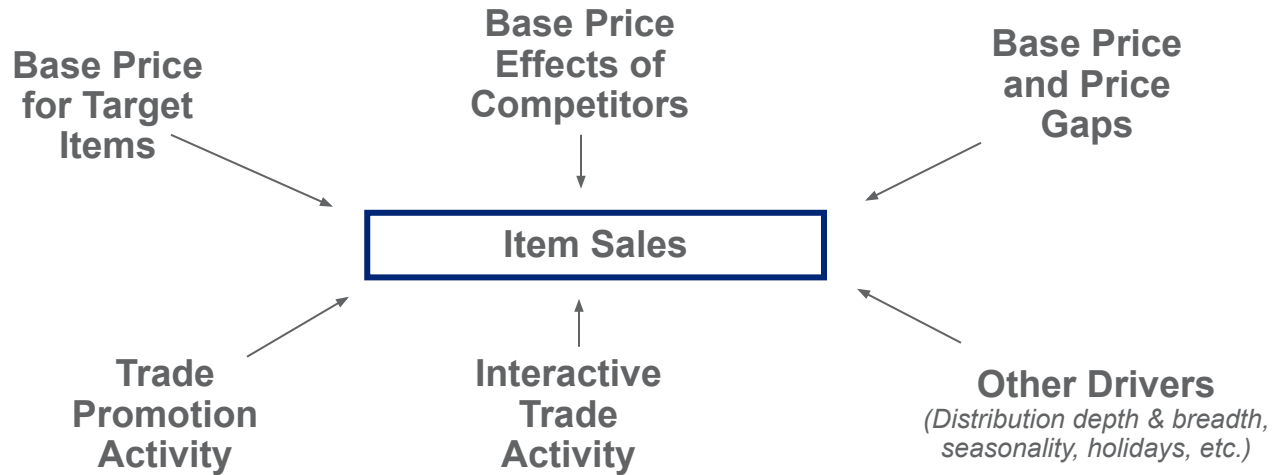 Base Price
for Target
Items
Base Price
Effects of
Competitors
Base Price
and Price
Gaps
Item Sales
Trade
Promotion
Activity
Interactive
Trade
Activity
Other Drivers
(Distribution depth & breadth,
seasonality, holidays, etc.)